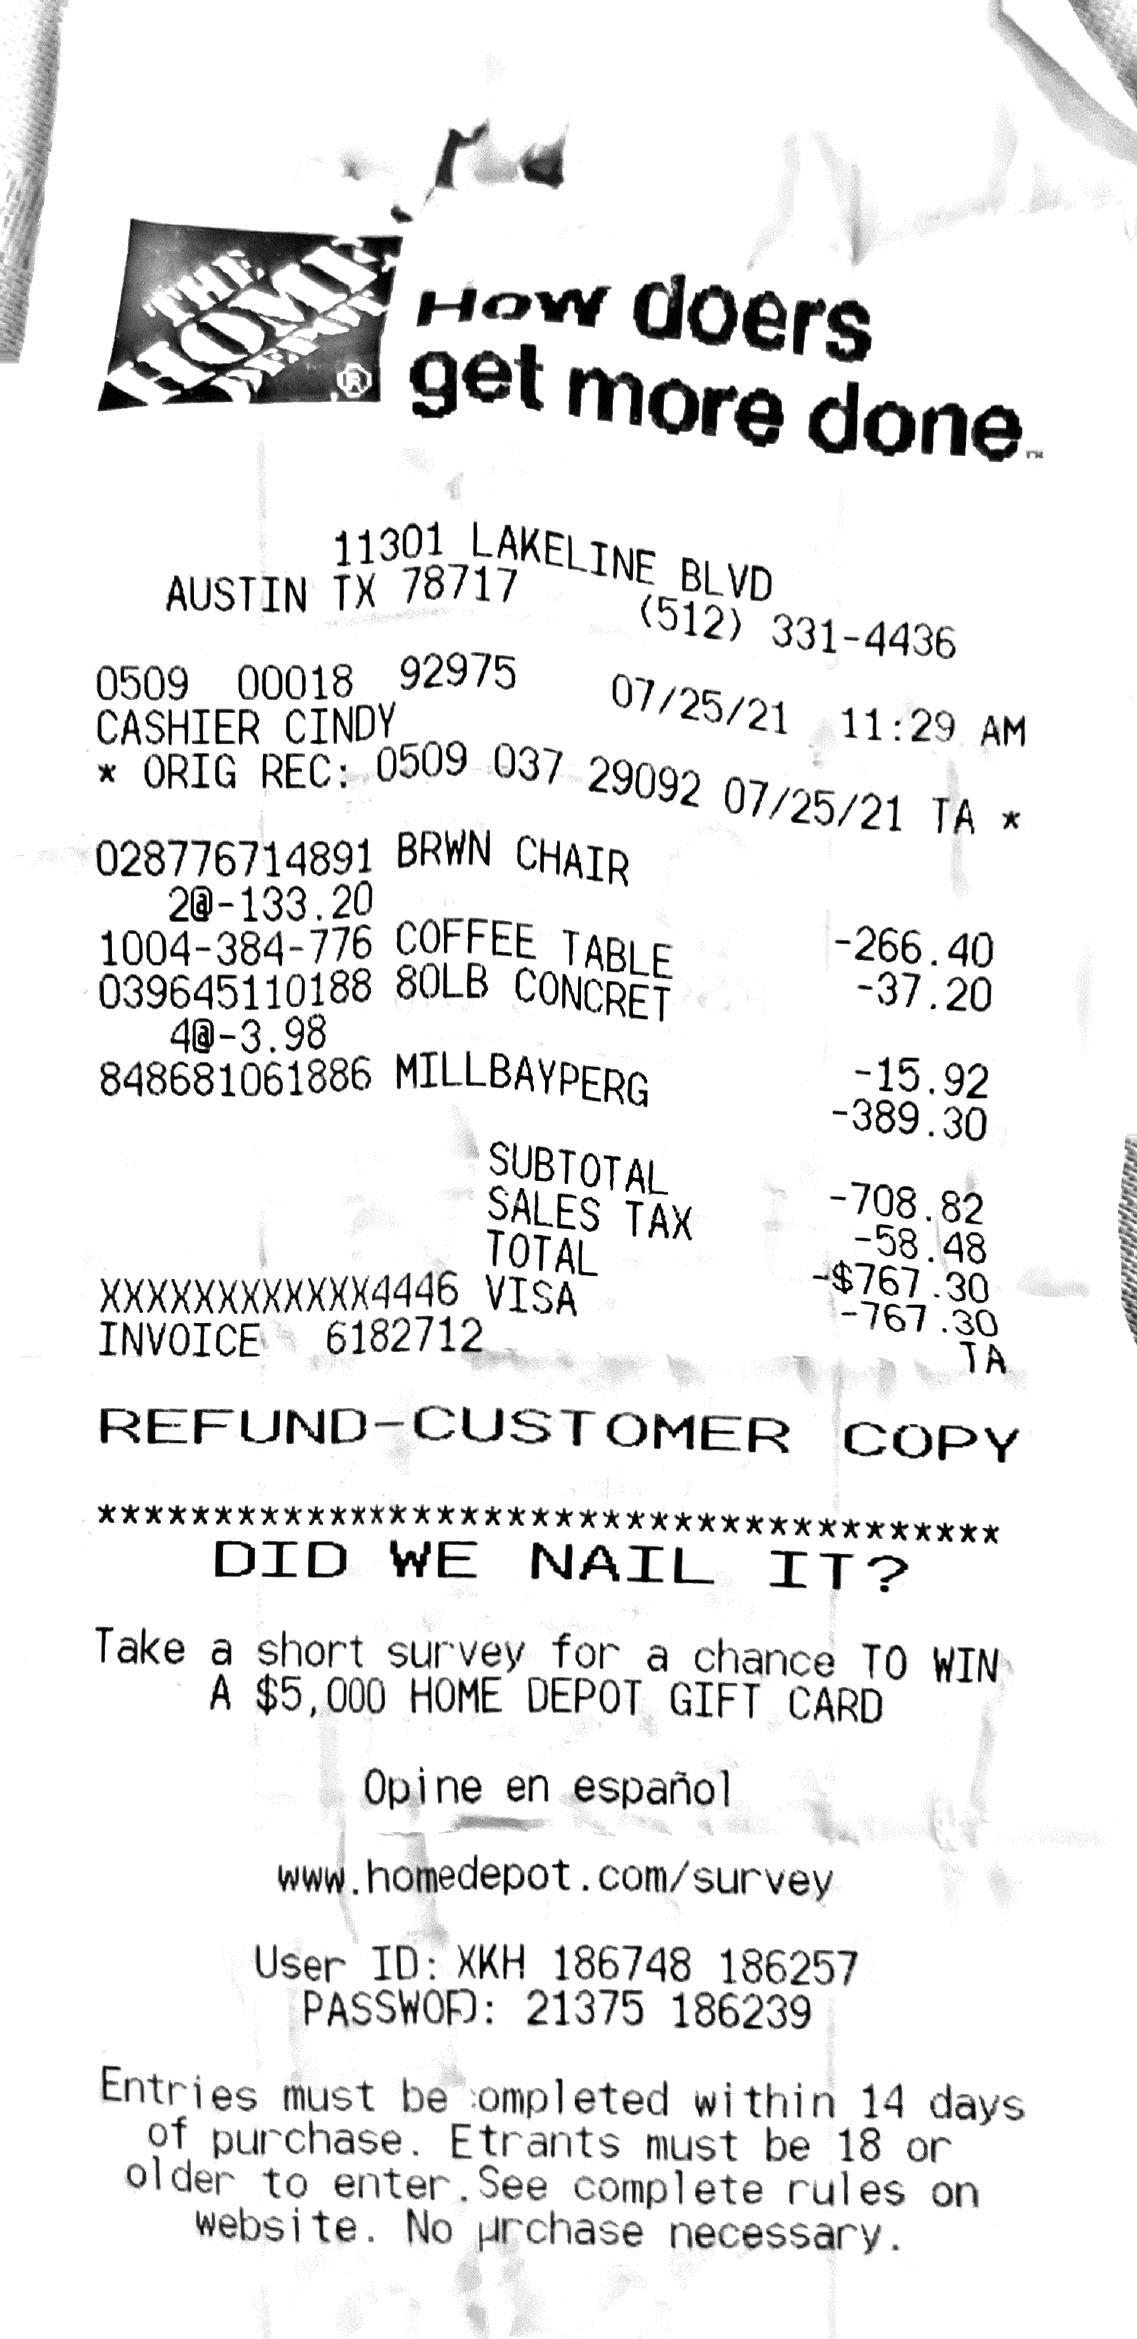 THE
HOME
DEPOT
®
How doers
get more done™
11301 LAKELINE BLVD
AUSTIN TX 78717 (512) 331-4436
0509 00018 92975 07/25/21 11:29 AM
CASHIER CINDY
* ORIG REC: 0509 037 29092 07/25/21 TA *
028776714891 BRWN CHAIR
2@-133.20 -266.40
1004-384-776 COFFEE TABLE -37.20
039645110188 80LB CONCRET
4@-3.98 -15.92
848681061886 MILLBAYPERG -389.30
SUBTOTAL -708.82
SALES TAX -58.48
TOTAL -$767.30
XXXXXXXXXXXX4446 VISA -767.30
INVOICE 6182712 TA
REFUND-CUSTOMER COPY
***************************************
DID WE NAIL IT?
Take a short survey for a chance TO WIN
A $5,000 HOME DEPOT GIFT CARD
Opine en español
www.homedepot.com/survey
User ID: XKH 186748 186257
PASSWORD: 21375 186239
Entries must be ompleted within 14 days
of purchase. Etrants must be 18 or
older to enter.See complete rules on
website. No urchase necessary.